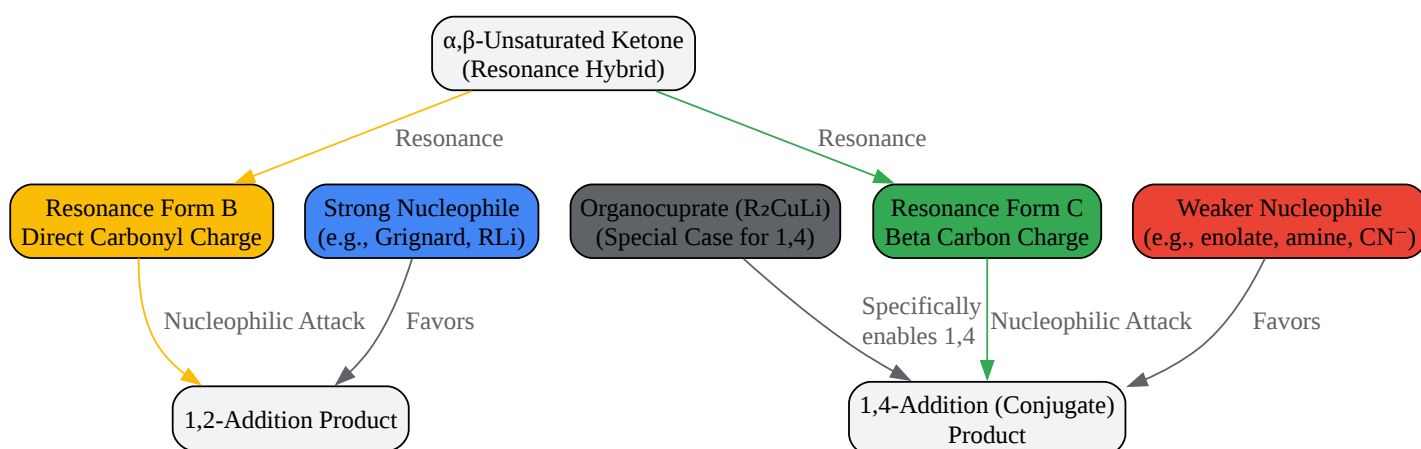 α,β-Unsaturated Ketone
(Resonance Hybrid)
Resonance
Resonance
Resonance Form B
Direct Carbonyl Charge
Strong Nucleophile
(e.g., Grignard, RLi)
Organocuprate (R₂CuLi)
(Special Case for 1,4)
Resonance Form C
Beta Carbon Charge
Weaker Nucleophile
(e.g., enolate, amine, CN⁻)
Nucleophilic Attack
Favors
Specifically
enables 1,4
Nucleophilic Attack
Favors
1,2-Addition Product
1,4-Addition (Conjugate)
Product